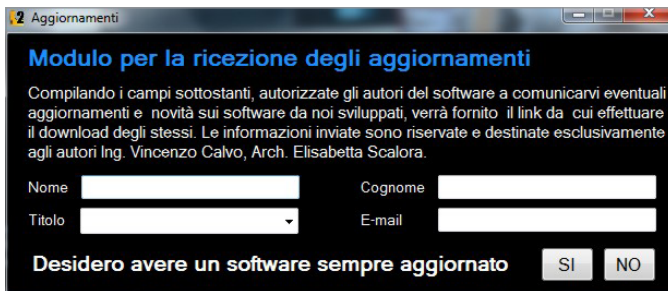 2 Aggiornamenti
Modulo per la ricezione degli aggiornamenti
Compilando i campi sottostanti, autorizzate gli autori del software a comunicarvi eventuali
aggiornamenti e novità sui software da noi sviluppati, verrà fornito il link da cui effettuare
il download degli stessi. Le informazioni inviate sono riservate e destinate esclusivamente
agli autori Ing. Vincenzo Calvo, Arch. Elisabetta Scalora.
Nome Cognome
Titolo E-mail
Desidero avere un software sempre aggiornato SI NO